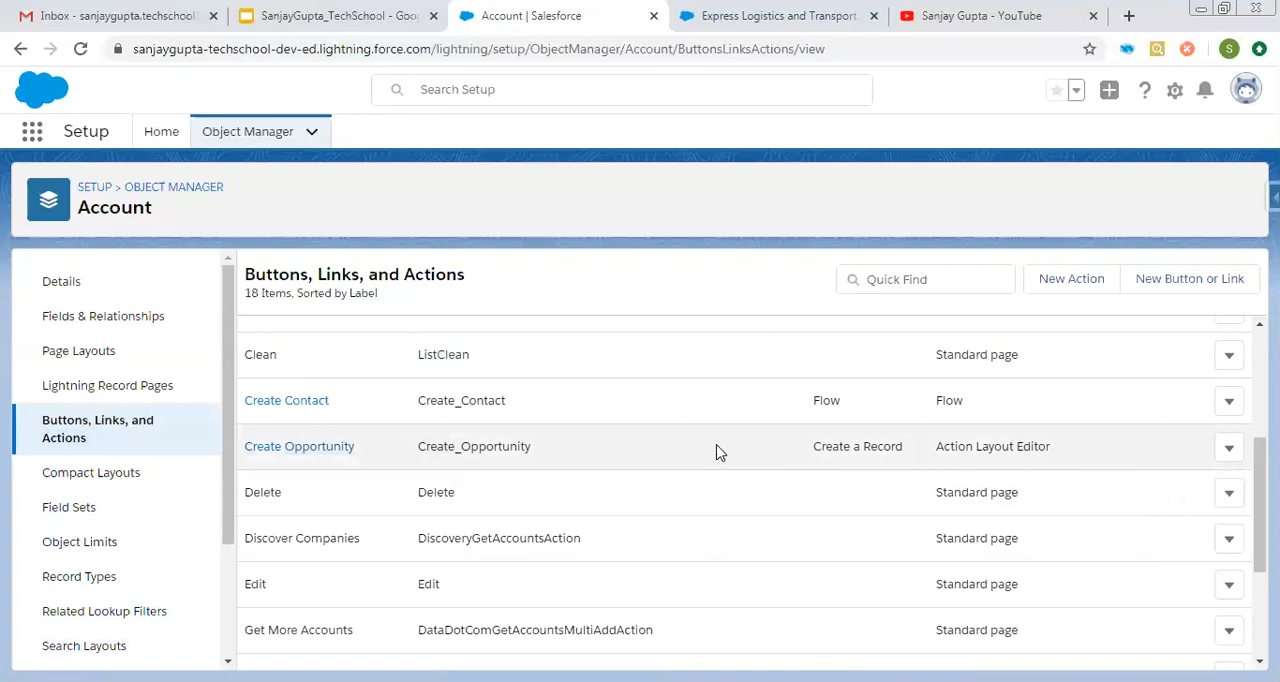 Inbox - sanjaygupta.techschool
SanjayGupta_TechSchool - Goo
Account | Salesforce
Express Logistics and Transport
Sanjay Gupta - YouTube
sanjaygupta-techschool-dev-ed.lightning.force.com/lightning/setup/ObjectManager/Account/ButtonsLinksActions/view
S
Search Setup
Setup
Home
Object Manager
SETUP > OBJECT MANAGER
Account
Details
Fields & Relationships
Page Layouts
Lightning Record Pages
Buttons, Links, and
Actions
Compact Layouts
Field Sets
Object Limits
Record Types
Related Lookup Filters
Search Layouts
Buttons, Links, and Actions
18 Items, Sorted by Label
Quick Find
New Action
New Button or Link
Clean ListClean Standard page
Create Contact Create_Contact Flow Flow
Create Opportunity Create_Opportunity Create a Record Action Layout Editor
Delete Delete Standard page
Discover Companies DiscoveryGetAccountsAction Standard page
Edit Edit Standard page
Get More Accounts DataDotComGetAccountsMultiAddAction Standard page